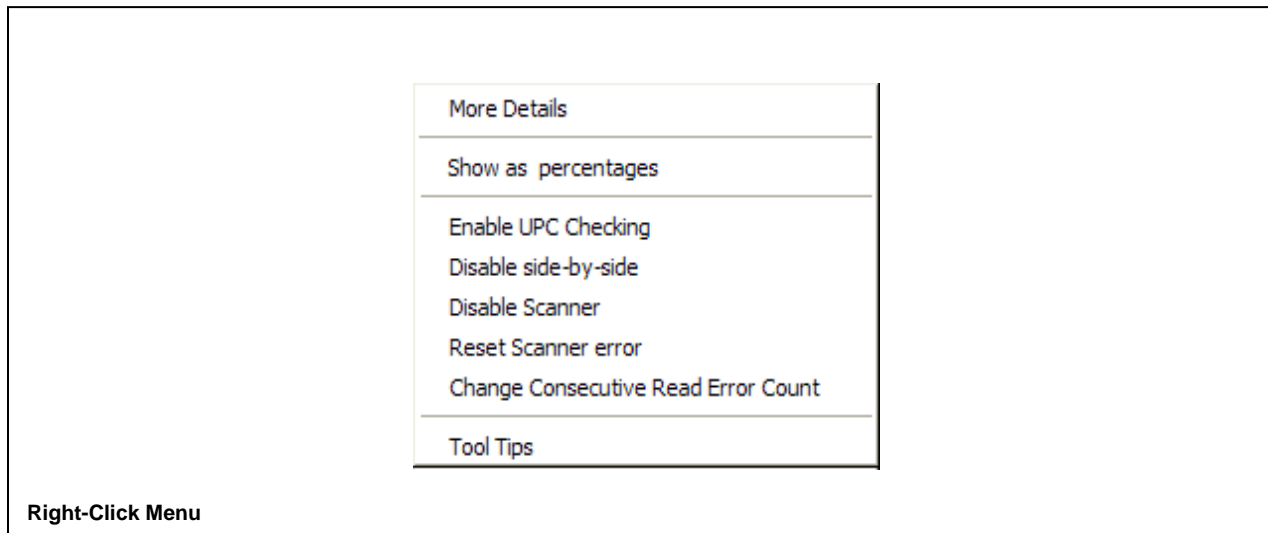 More Details
Show as percentages
Enable UPC Checking
Disable side-by-side
Disable Scanner
Reset Scanner error
Change Consecutive Read Error Count
Tool Tips
Right-Click Menu